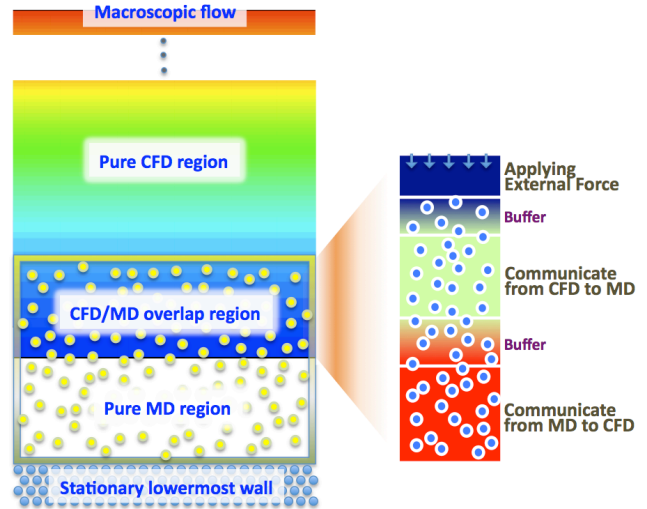 Macroscopic flow
Pure CFD region
CFD/MD overlap region
Pure MD region
Stationary lowermost wall
Applying
External Force
Buffer
Communicate
from CFD to MD
Buffer
Communicate
from MD to CFD